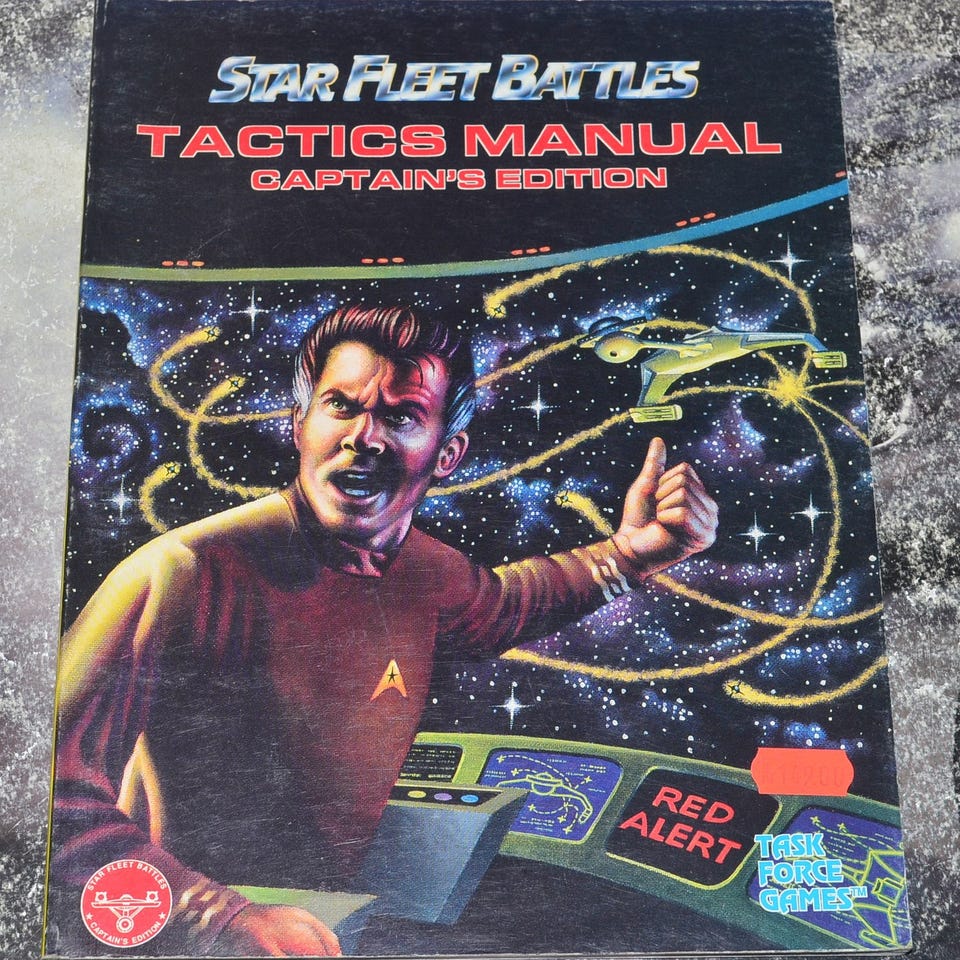 STAR FLEET BATTLES
TACTICS MANUAL
CAPTAIN'S EDITION
RED
ALERT
TASK
FORCE
GAMES™
STAR FLEET BATTLES
CAPTAIN'S EDITION